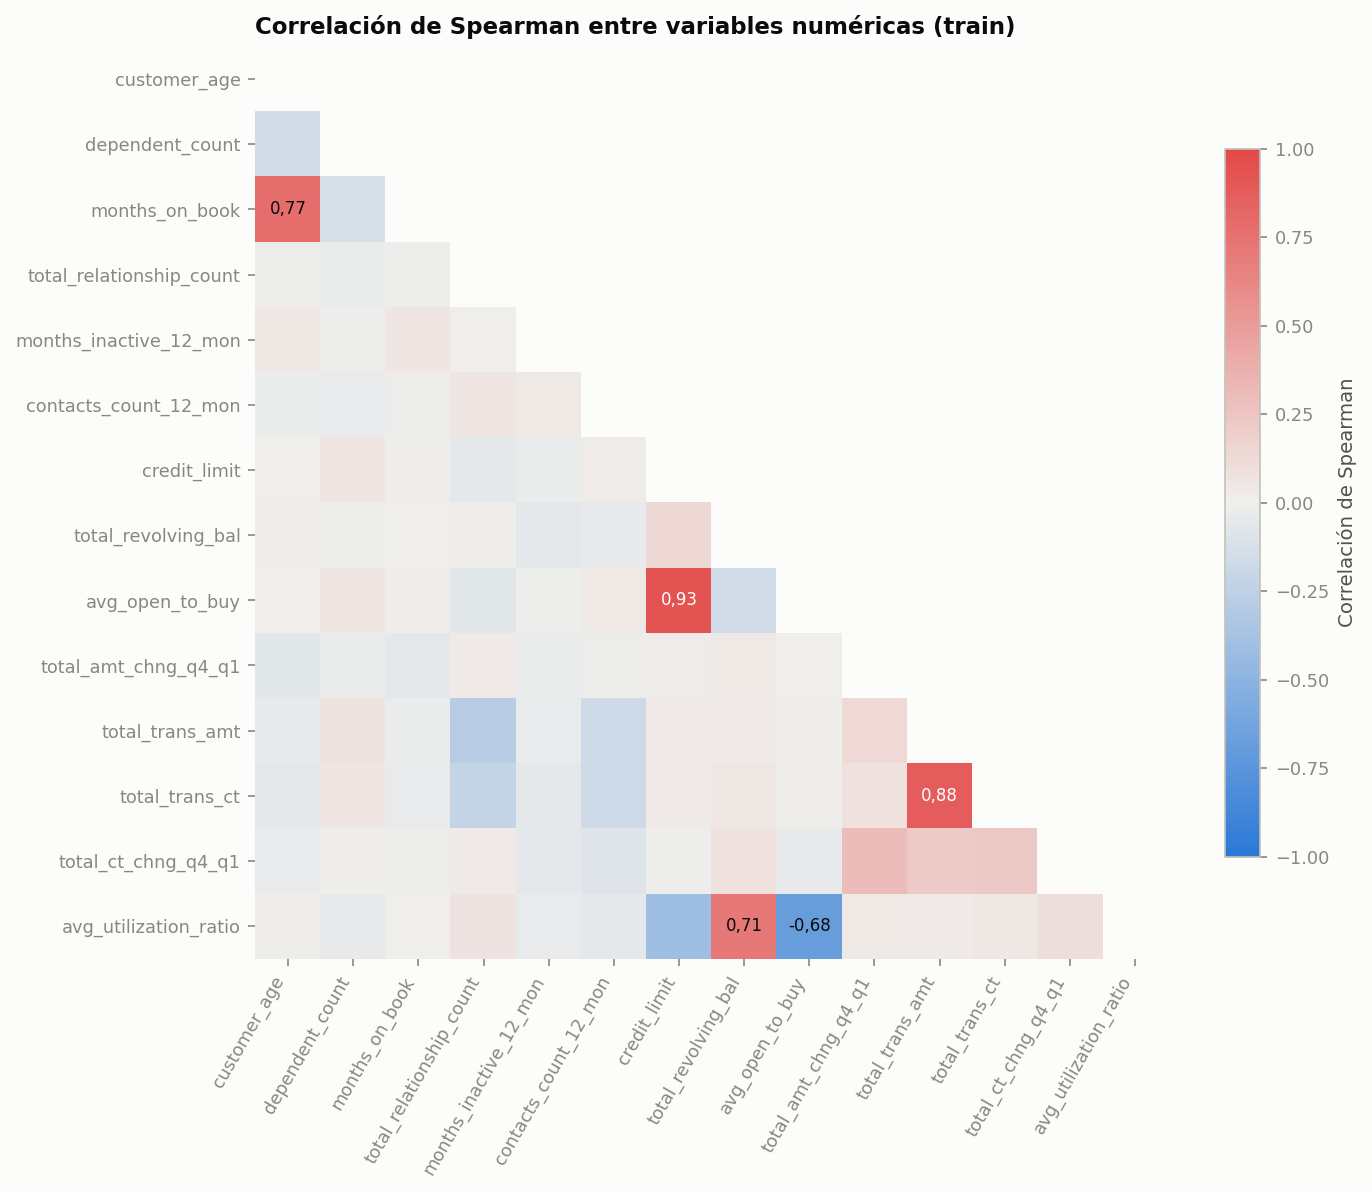 Correlación de Spearman entre variables numéricas (train)
customer_age
dependent_count
months_on_book
0,77
total_relationship_count
months_inactive_12_mon
contacts_count_12_mon
credit_limit
total_revolving_bal
avg_open_to_buy
0,93
total_amt_chng_q4_q1
total_trans_amt
total_trans_ct
0,88
total_ct_chng_q4_q1
avg_utilization_ratio
0,71
-0,68
customer_age
dependent_count
months_on_book
total_relationship_count
months_inactive_12_mon
contacts_count_12_mon
credit_limit
total_revolving_bal
avg_open_to_buy
total_amt_chng_q4_q1
total_trans_amt
total_trans_ct
total_ct_chng_q4_q1
avg_utilization_ratio
1.00
0.75
0.50
0.25
0.00
−0.25
−0.50
−0.75
−1.00
Correlación de Spearman